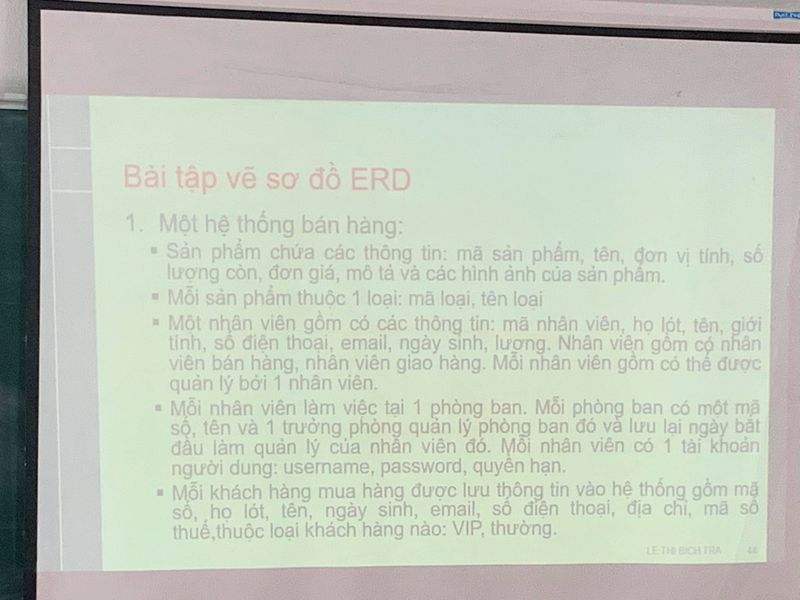 Bài tập vẽ sơ đồ ERD
1. Một hệ thống bán hàng:
▪ Sản phẩm chứa các thông tin: mã sản phẩm, tên, đơn vị tính, số
lượng còn, đơn giá, mô tả và các hình ảnh của sản phẩm.
▪ Mỗi sản phẩm thuộc 1 loại: mã loại, tên loại
▪ Một nhân viên gồm có các thông tin: mã nhân viên, họ lót, tên, giới
tính, số điện thoại, email, ngày sinh, lương. Nhân viên gồm có nhân
viên bán hàng, nhân viên giao hàng. Mỗi nhân viên gồm có thể được
quản lý bởi 1 nhân viên.
▪ Mỗi nhân viên làm việc tại 1 phòng ban. Mỗi phòng ban có một mã
số, tên và 1 trưởng phòng quản lý phòng ban đó và lưu lại ngày bắt
đầu làm quản lý của nhân viên đó. Mỗi nhân viên có 1 tài khoản
người dung: username, password, quyền hạn.
▪ Mỗi khách hàng mua hàng được lưu thông tin vào hệ thống gồm mã
số, họ lót, tên, ngày sinh, email, số điện thoại, địa chỉ, mã số
thuế,thuộc loại khách hàng nào: VIP, thường.
LE THI BICH TRA 44